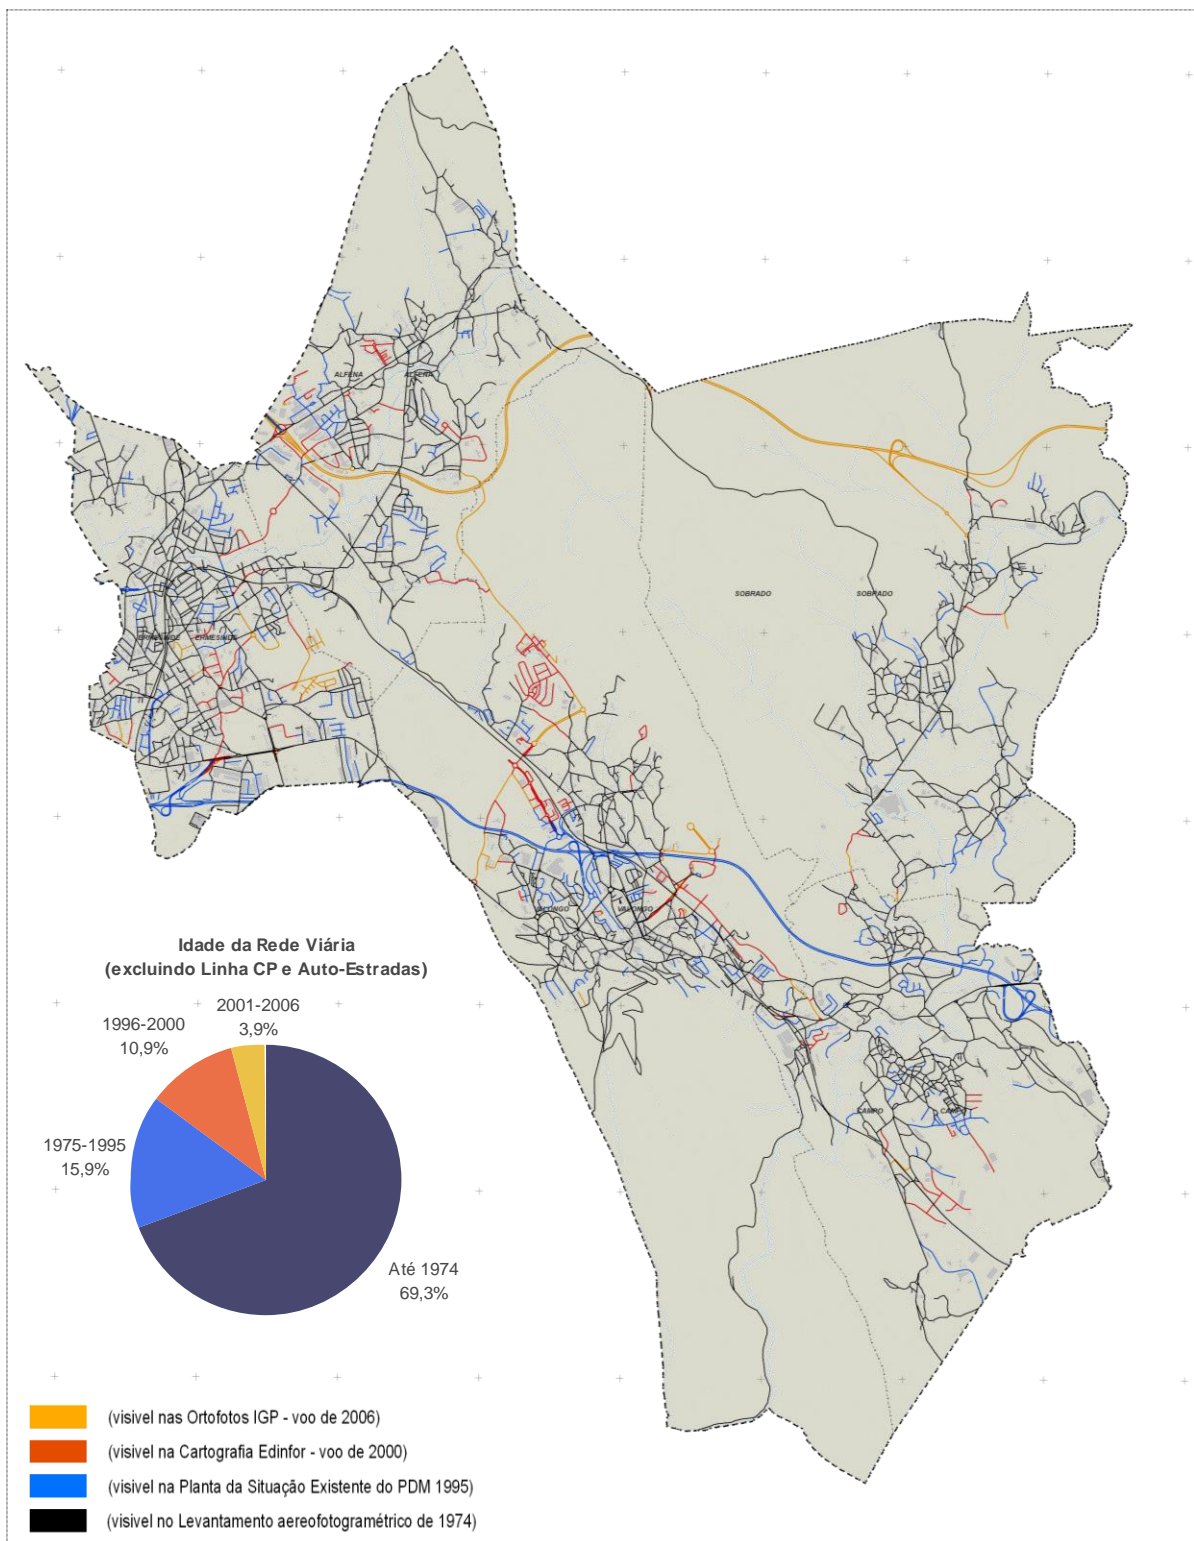 ALFENA
ALFENA
SOBRADO
SOBRADO
ERMESINDE
ERMESINDE
VALONGO
VALONGO
Idade da Rede Viária
(excluindo Linha CP e Auto-Estradas)
2001-2006
3,9%
1996-2000
10,9%
1975-1995
15,9%
Até 1974
69,3%
CAMPO
CAMPO
(visivel nas Ortofotos IGP - voo de 2006)
(visivel na Cartografia Edinfor - voo de 2000)
(visivel na Planta da Situação Existente do PDM 1995)
(visivel no Levantamento aereofotogramétrico de 1974)